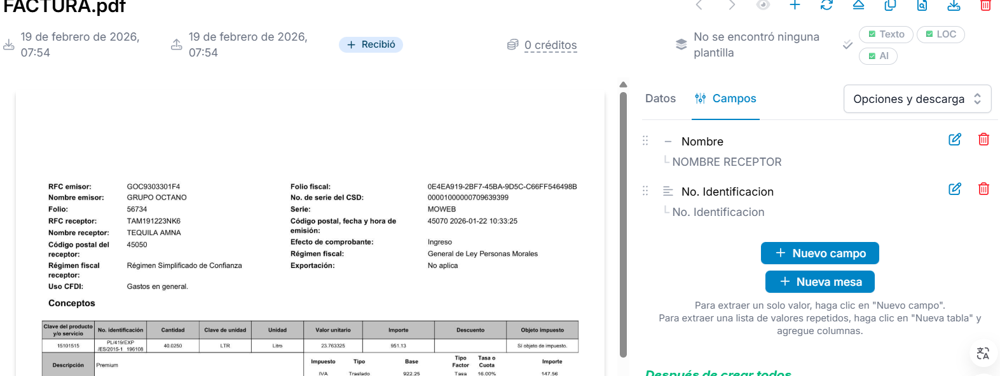 FACTURA.pdf
19 de febrero de 2026,
07:54
19 de febrero de 2026,
07:54
+ Recibió
0 créditos
No se encontró ninguna
plantilla
Texto
LOC
AI
Datos
Campos
Opciones y descarga
Nombre
NOMBRE RECEPTOR
No. Identificacion
No. Identificacion
+ Nuevo campo
+ Nueva mesa
Para extraer un solo valor, haga clic en "Nuevo campo".
Para extraer una lista de valores repetidos, haga clic en "Nueva tabla" y
agregue columnas.
Después de crear todos
RFC emisor: GOC9303301F4
Nombre emisor: GRUPO OCTANO
Folio: 56734
RFC receptor: TAM191223NK6
Nombre receptor: TEQUILA AMNA
Código postal del 45050
receptor:
Régimen fiscal Régimen Simplificado de Confianza
receptor:
Uso CFDI: Gastos en general.
Folio fiscal: 0E4EA919-2BF7-45BA-9D5C-C66FF546498B
No. de serie del CSD: 00001000000709639399
Serie: MOWEB
Código postal, fecha y hora de 45070 2026-01-22 10:33:25
emisión:
Efecto de comprobante: Ingreso
Régimen fiscal: General de Ley Personas Morales
Exportación: No aplica
Conceptos
Clave del producto
y/o servicio
No. identificación
Cantidad
Clave de unidad
Unidad
Valor unitario
Importe
Descuento
Objeto impuesto
15101515
PL/419/EXP
/ES/2015-1 196108
40.0250
LTR
Litro
23.763325
951.13
Sí objeto de impuesto.
Descripción
Premium
Impuesto
Tipo
Base
Tipo
Factor
Tasa o
Cuota
Importe
IVA
Traslado
922.25
Tasa
16.00%
147.56